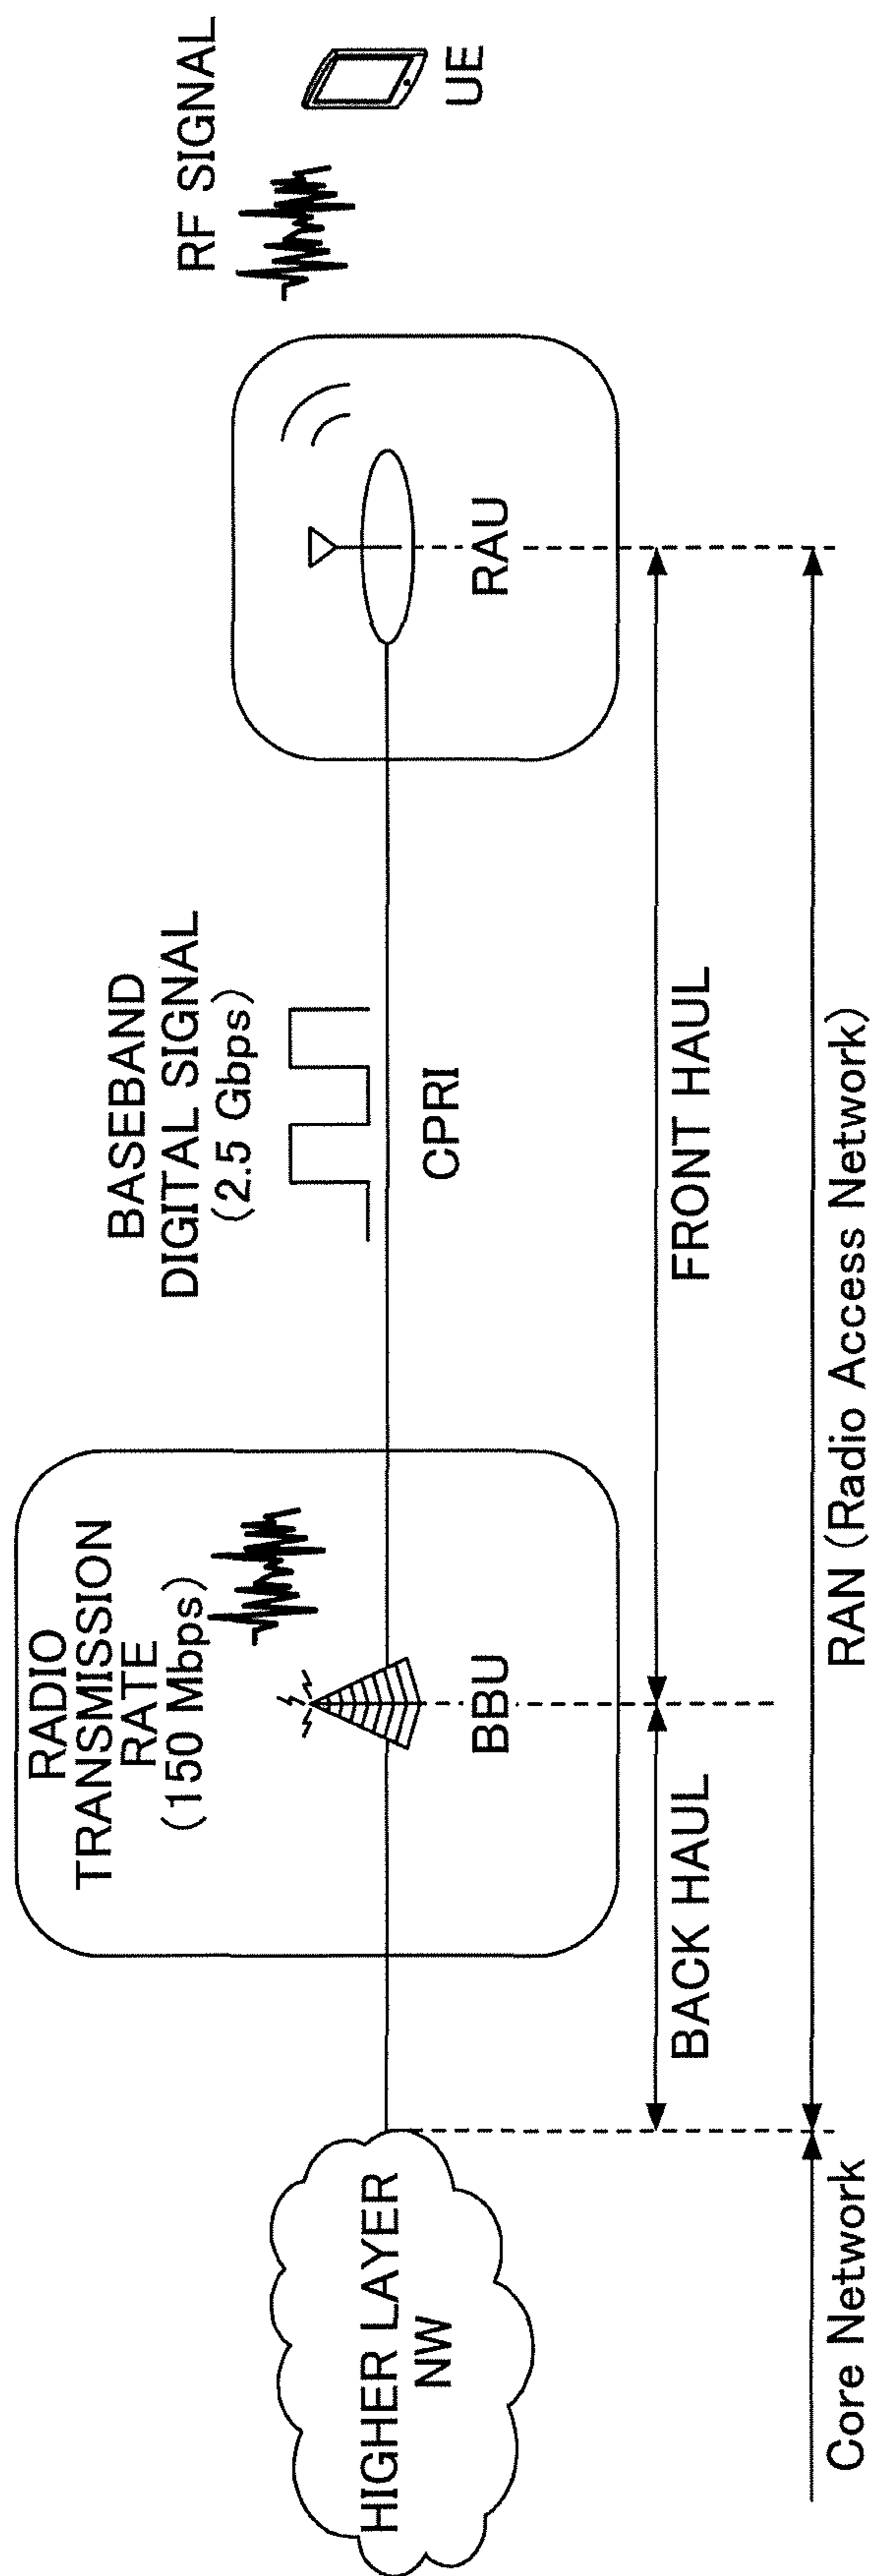 RADIO
TRANSMISSION
RATE
(150 Mbps)
BASEBAND
DIGITAL SIGNAL
(2.5 Gbps)
RF SIGNAL
HIGHER LAYER
NW
BBU
CPRI
RAU
UE
BACK HAUL
FRONT HAUL
Core Network
RAN (Radio Access Network)